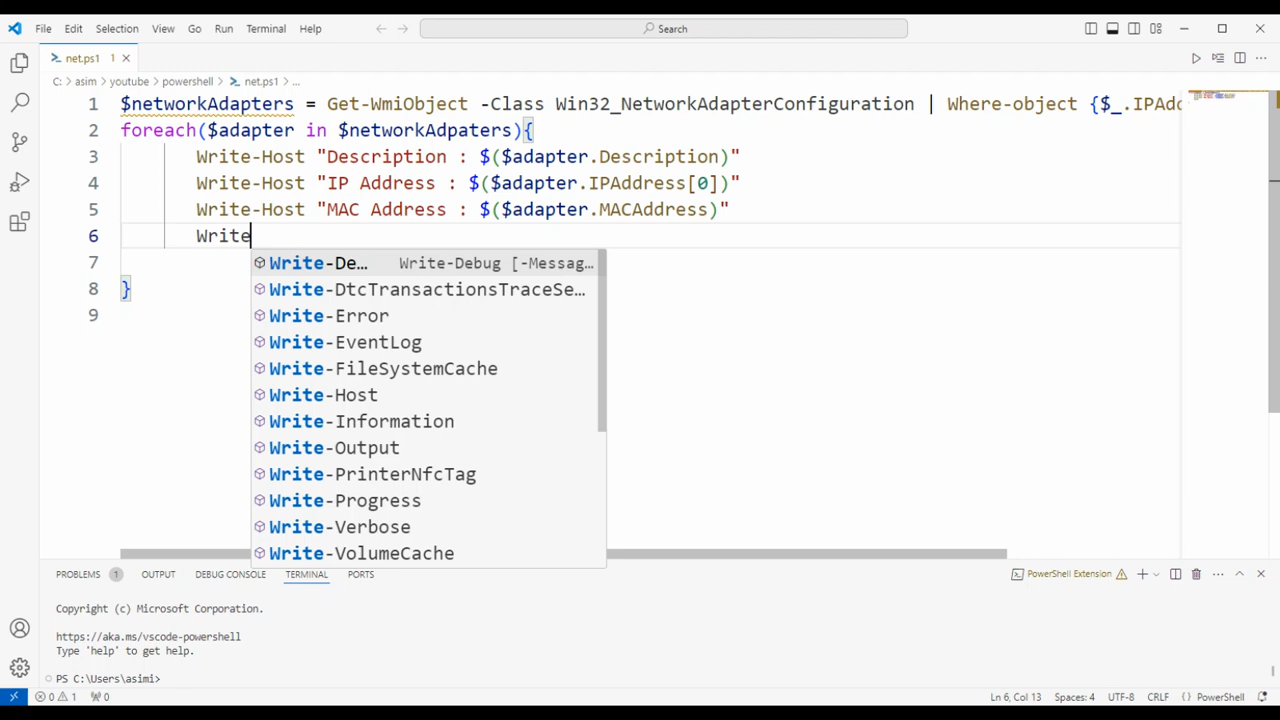 File Edit Selection View Go Run Terminal Help Search
net.ps1 1
C: > asim > youtube > powershell > net.ps1 > ...
1 $networkAdapters = Get-WmiObject -Class Win32_NetworkAdapterConfiguration | Where-object {$_.IPAdd
2 foreach($adapter in $networkAdpaters){
3 Write-Host "Description : $($adapter.Description)"
4 Write-Host "IP Address : $($adapter.IPAddress[0])"
5 Write-Host "MAC Address : $($adapter.MACAddress)"
6 Write
7
8 }
9
Write-De... Write-Debug [-Messag...
Write-DtcTransactionsTraceSe...
Write-Error
Write-EventLog
Write-FileSystemCache
Write-Host
Write-Information
Write-Output
Write-PrinterNfcTag
Write-Progress
Write-Verbose
Write-VolumeCache
PROBLEMS 1 OUTPUT DEBUG CONSOLE TERMINAL PORTS PowerShell Extension
Copyright (c) Microsoft Corporation.
https://aka.ms/vscode-powershell
Type 'help' to get help.
PS C:\Users\asimi>
0 1 0 Ln 6, Col 13 Spaces: 4 UTF-8 CRLF {} PowerShell